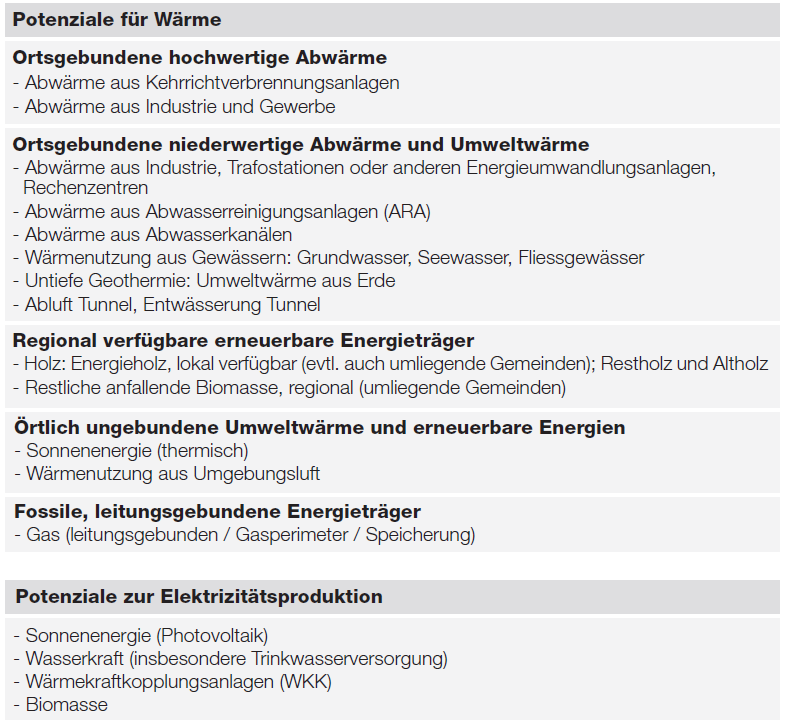 Potenziale für Wärme
Ortsgebundene hochwertige Abwärme
- Abwärme aus Kehrrichtverbrennungsanlagen
- Abwärme aus Industrie und Gewerbe
Ortsgebundene niederwertige Abwärme und Umweltwärme
- Abwärme aus Industrie, Trafostationen oder anderen Energieumwandlungsanlagen,
Rechenzentren
- Abwärme aus Abwasserreinigungsanlagen (ARA)
- Abwärme aus Abwasserkanälen
- Wärmenutzung aus Gewässern: Grundwasser, Seewasser, Fliessgewässer
- Untiefe Geothermie: Umweltwärme aus Erde
- Abluft Tunnel, Entwässerung Tunnel
Regional verfügbare erneuerbare Energieträger
- Holz: Energieholz, lokal verfügbar (evtl. auch umliegende Gemeinden); Restholz und Altholz
- Restliche anfallende Biomasse, regional (umliegende Gemeinden)
Örtlich ungebundene Umweltwärme und erneuerbare Energien
- Sonnenenergie (thermisch)
- Wärmenutzung aus Umgebungsluft
Fossile, leitungsgebundene Energieträger
- Gas (leitungsgebunden / Gasperimeter / Speicherung)
Potenziale zur Elektrizitätsproduktion
- Sonnenenergie (Photovoltaik)
- Wasserkraft (insbesondere Trinkwasserversorgung)
- Wärmekraftkopplungsanlagen (WKK)
- Biomasse